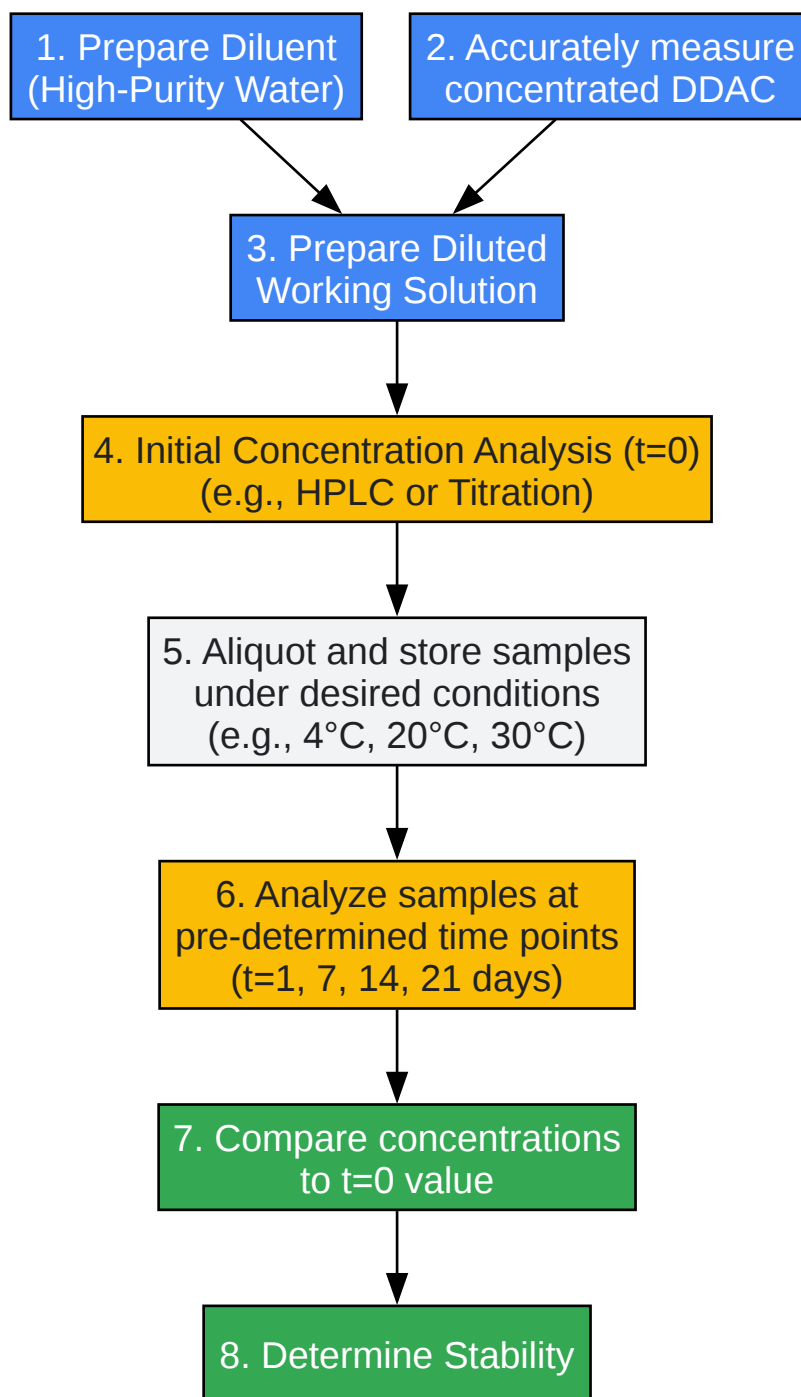 1. Prepare Diluent
(High-Purity Water)
2. Accurately measure
concentrated DDAC
3. Prepare Diluted
Working Solution
4. Initial Concentration Analysis (t=0)
(e.g., HPLC or Titration)
5. Aliquot and store samples
under desired conditions
(e.g., 4°C, 20°C, 30°C)
6. Analyze samples at
pre-determined time points
(t=1, 7, 14, 21 days)
7. Compare concentrations
to t=0 value
8. Determine Stability